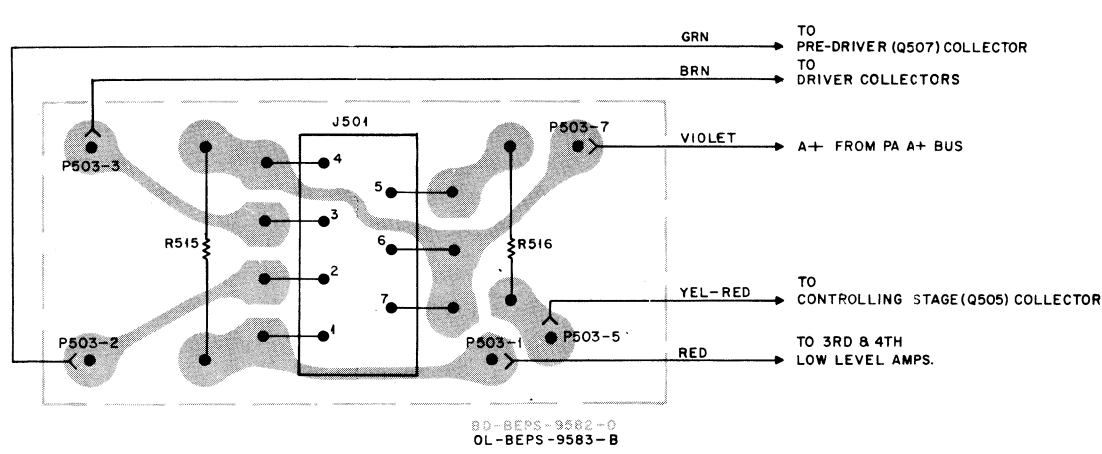 GRN
TO
PRE-DRIVER (Q507) COLLECTOR
BRN
TO
DRIVER COLLECTORS
J501
P503-7
VIOLET
A+ FROM PA A+ BUS
P503-3
4
5
3
R515
6
R516
2
7
YEL-RED
TO
CONTROLLING STAGE (Q505) COLLECTOR
1
P503-2
P503-1
P503-5
RED
TO 3RD & 4TH
LOW LEVEL AMPS.
BD-BEPS-9582-O
OL-BEPS-9583-B